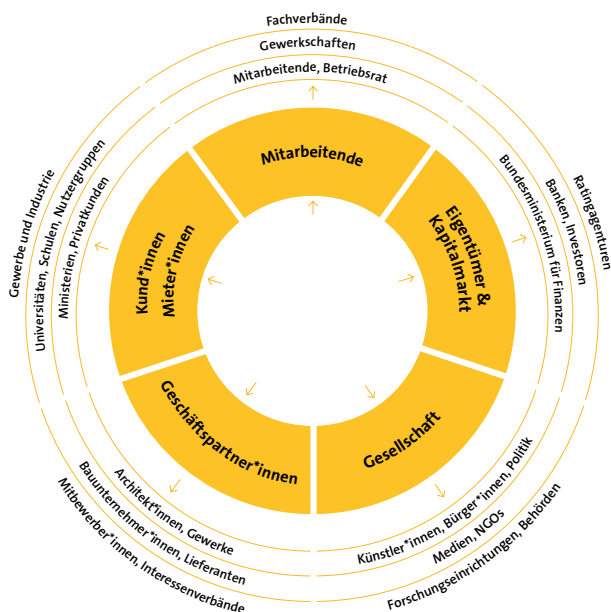 Fachverbände
Gewerkschaften
Mitarbeitende, Betriebsrat
Mitarbeitende
Ratingagenturen
Banken, Investoren
Bundesministerium für Finanzen
Eigentümer &
Kapitalmarkt
Gesellschaft
Künstler*innen, Bürger*innen, Politik
Medien, NGOs
Forschungseinrichtungen, Behörden
Geschäftspartner*innen
Architekt*innen, Gewerke
Bauunternehmer*innen, Lieferanten
Mitbewerber*innen, Interessenverbände
Gewerbe und Industrie
Universitäten, Schulen, Nutzergruppen
Ministerien, Privatkunden
Kund*innen
Mieter*innen